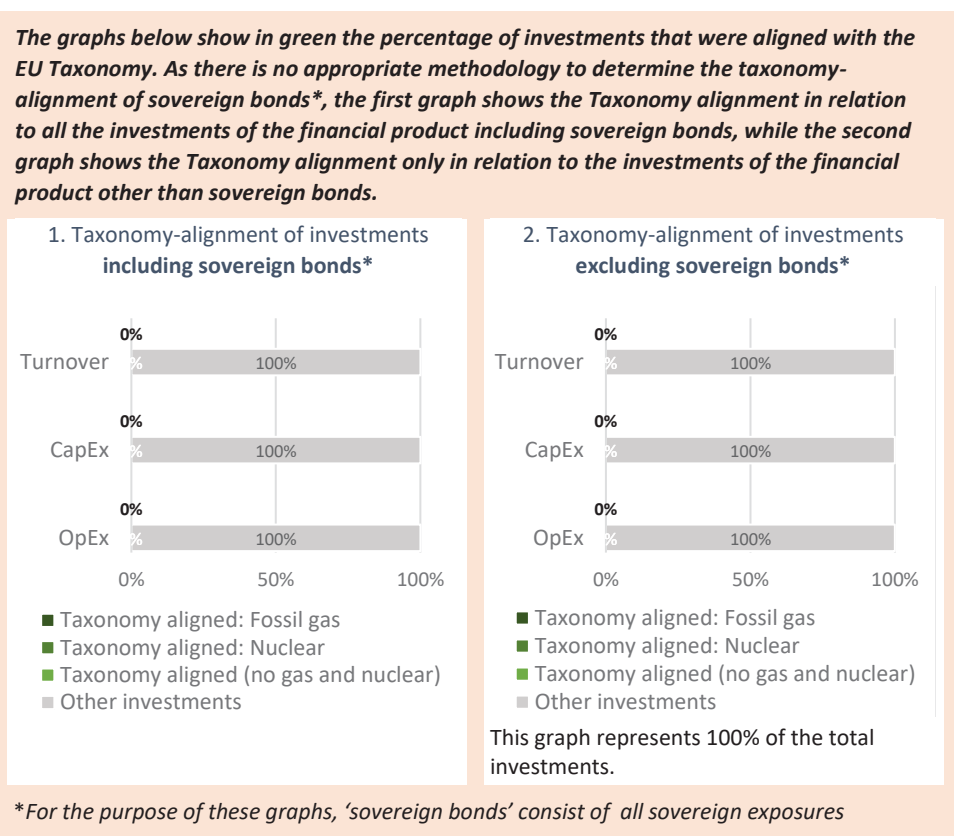 The graphs below show in green the percentage of investments that were aligned with the
EU Taxonomy. As there is no appropriate methodology to determine the taxonomy-
alignment of sovereign bonds*, the first graph shows the Taxonomy alignment in relation
to all the investments of the financial product including sovereign bonds, while the second
graph shows the Taxonomy alignment only in relation to the investments of the financial
product other than sovereign bonds.
1. Taxonomy-alignment of investments
including sovereign bonds*
0%
Turnover % 100%
0%
CapEx % 100%
0%
OpEx % 100%
0% 50% 100%
Taxonomy aligned: Fossil gas
Taxonomy aligned: Nuclear
Taxonomy aligned (no gas and nuclear)
Other investments
2. Taxonomy-alignment of investments
excluding sovereign bonds*
0%
Turnover % 100%
0%
CapEx % 100%
0%
OpEx % 100%
0% 50% 100%
Taxonomy aligned: Fossil gas
Taxonomy aligned: Nuclear
Taxonomy aligned (no gas and nuclear)
Other investments
This graph represents 100% of the total
investments.
*For the purpose of these graphs, ‘sovereign bonds’ consist of all sovereign exposures